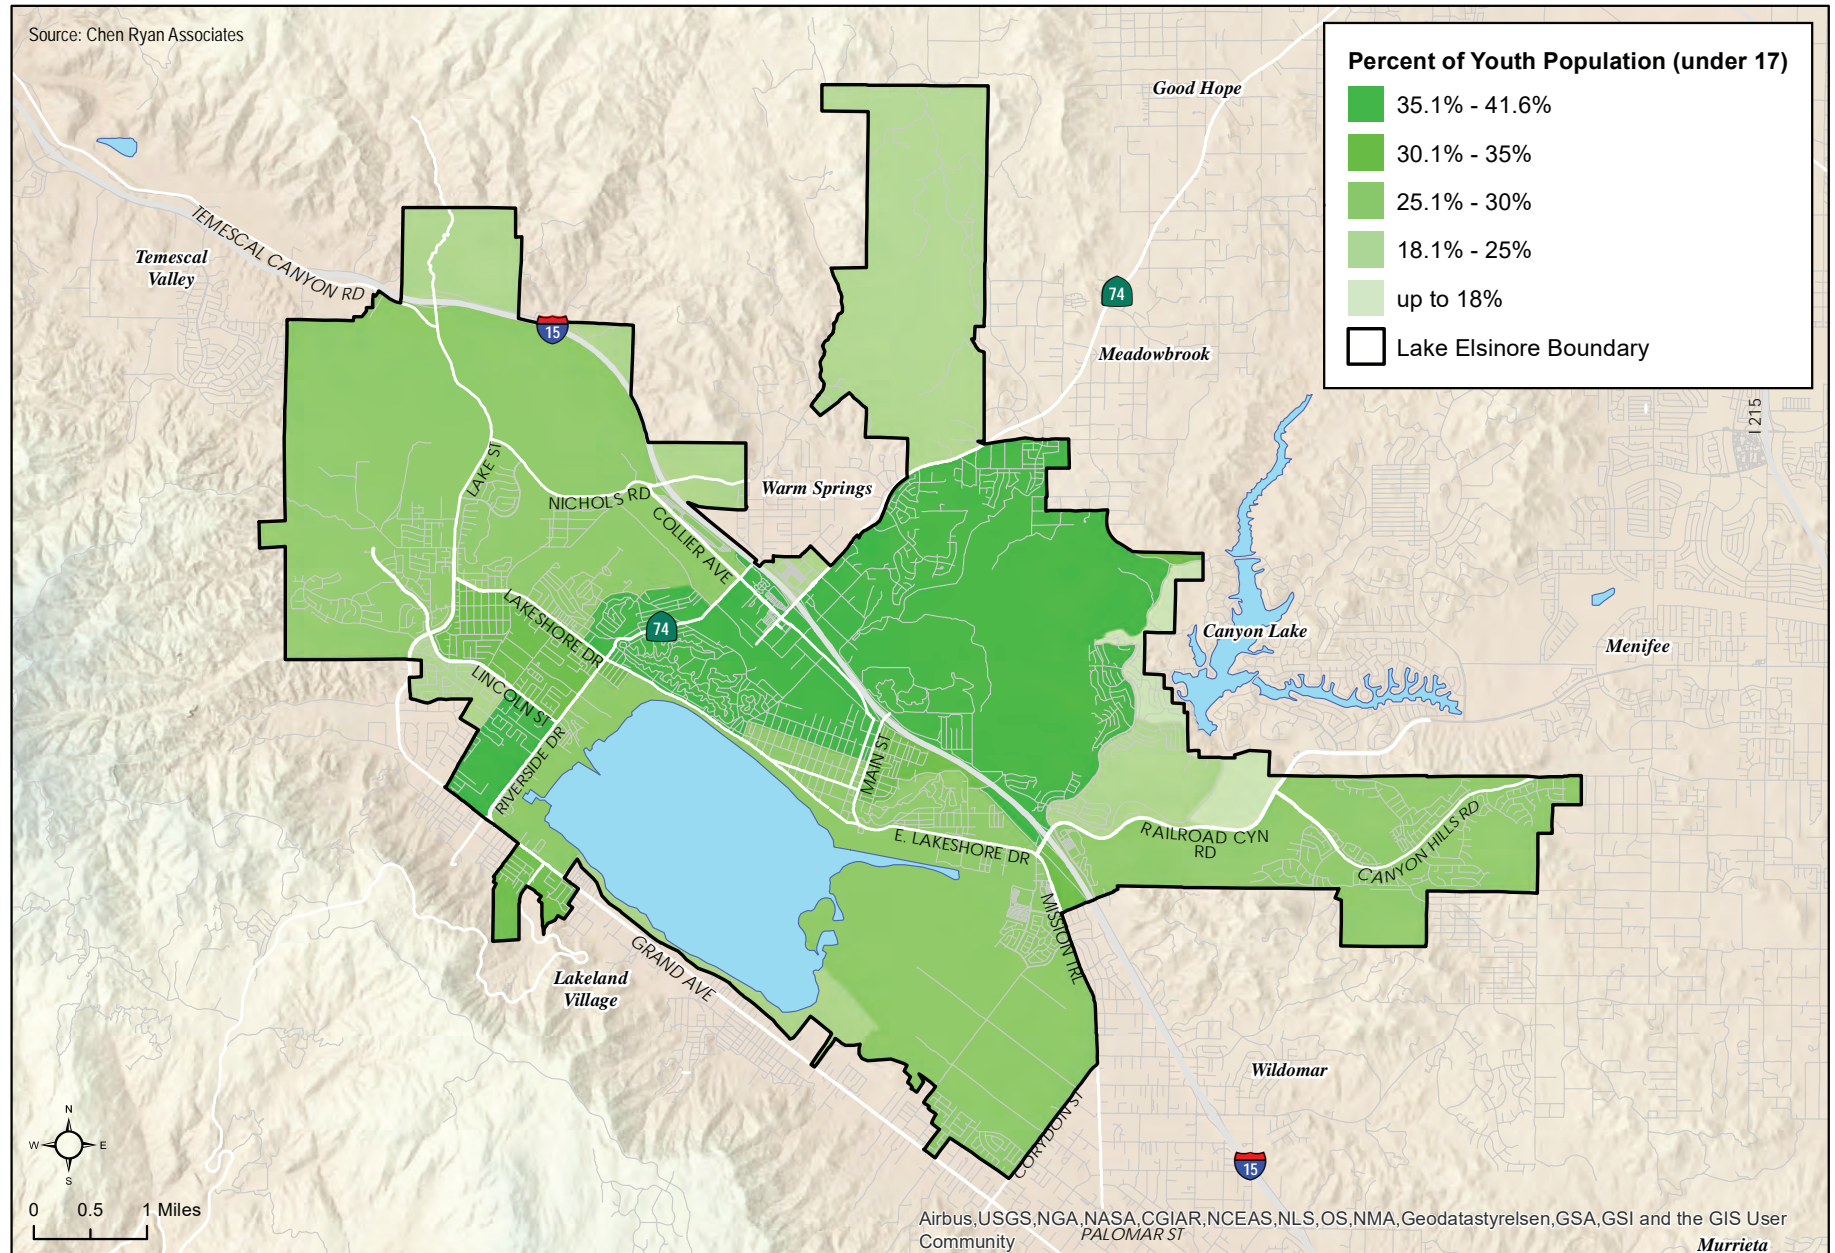 Source: Chen Ryan Associates
Percent of Youth Population (under 17)
35.1% - 41.6%
30.1% - 35%
25.1% - 30%
18.1% - 25%
up to 18%
Lake Elsinore Boundary
Good Hope
TEMESCAL CANYON RD
Temescal
Valley
15
74
Meadowbrook
I 215
LAKE ST
NICHOLS RD
Warm Springs
COLLIER AVE
LAKESHORE DR
74
Canyon Lake
Menifee
LINCOLN ST
RIVERSIDE DR
MAIN ST
E. LAKESHORE DR
RAILROAD CYN
RD
CANYON HILLS RD
MISSION TRL
GRAND AVE
Lakeland
Village
Wildomar
CORYDON ST
15
N
W
E
S
0
0.5
1 Miles
Airbus,USGS,NGA,NASA,CGIAR,NCEAS,NLS,OS,NMA,Geodatastyrelsen,GSA,GSI and the GIS User
Community
PALOMAR ST
Murrieta